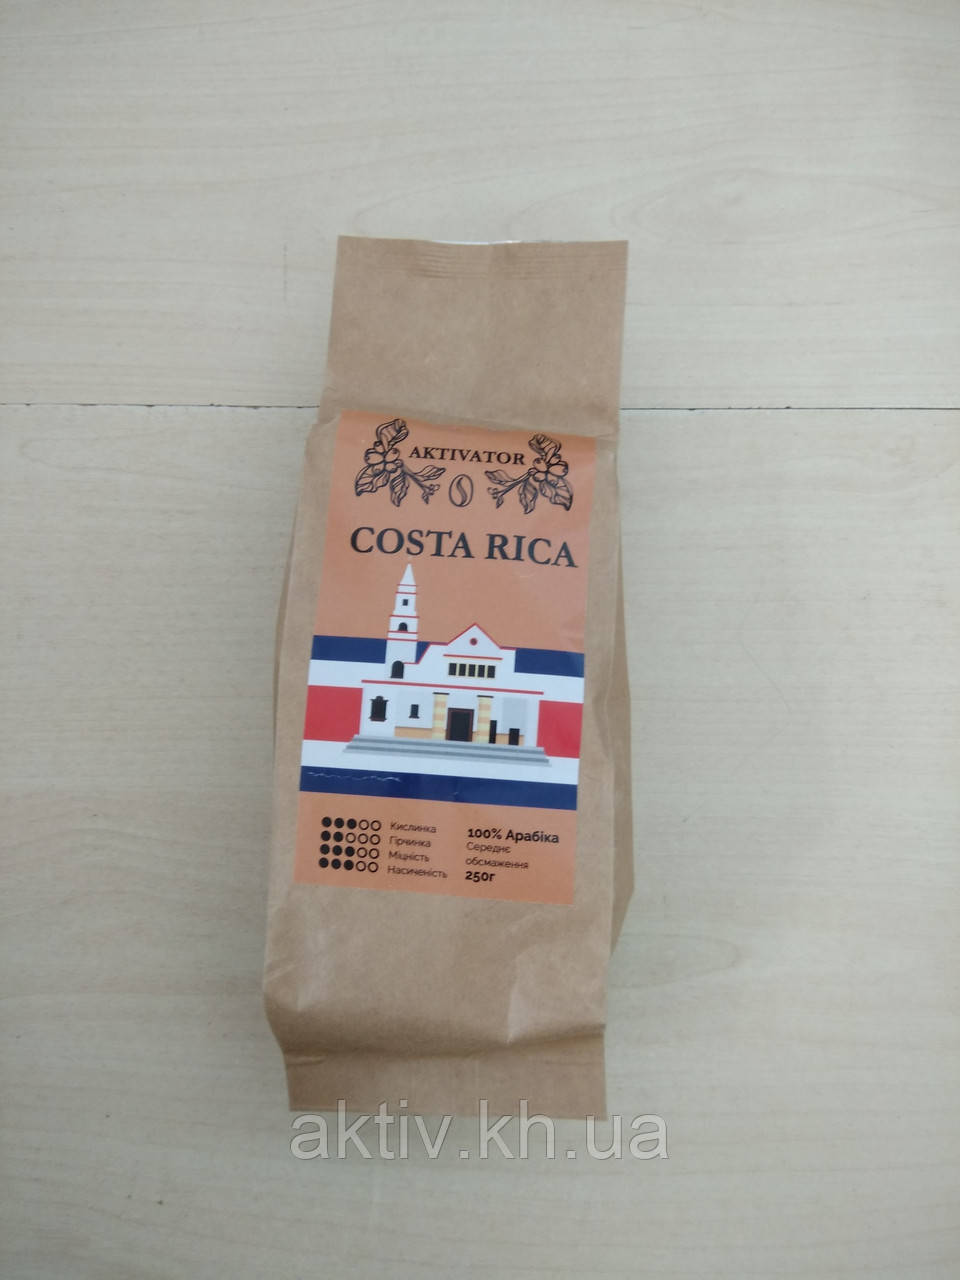 AKTIVATOR
COSTA RICA
Кислинка
Гірчинка
Міцність
Насиченість
100% Арабіка
Середнє
обсмаження
250г
aktiv.kh.ua